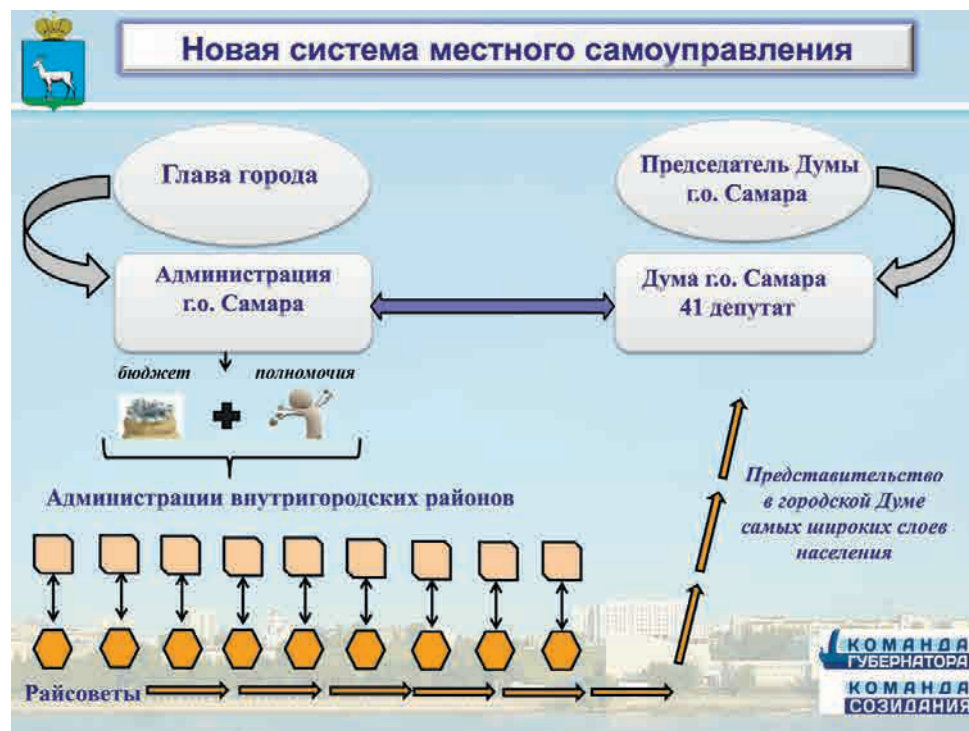 Новая система местного самоуправления
Глава города
Председатель Думы
г.о. Самара
Администрация
г.о. Самара
Дума г.о. Самара
41 депутат
бюджет
полномочия
Администрации внутригородских районов
Представительство
в городской Думе
самых широких слоев
населения
Райсоветы
КОМАНДА
ГУБЕРНАТОРА
КОМАНДА
СОЗИДАНИЯ